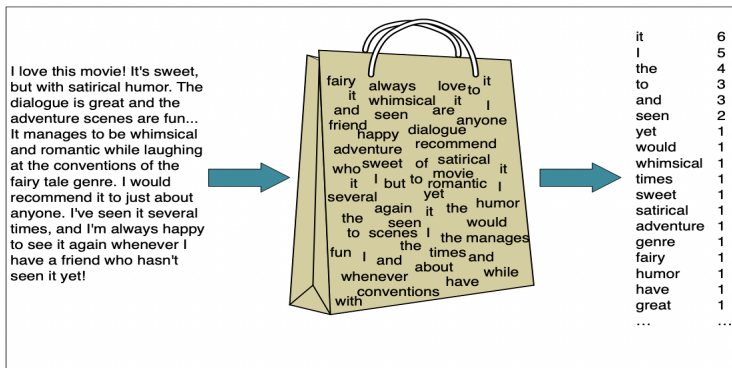 I love this movie! It's sweet,
but with satirical humor. The
dialogue is great and the
adventure scenes are fun...
It manages to be whimsical
and romantic while laughing
at the conventions of the
fairy tale genre. I would
recommend it to just about
anyone. I've seen it several
times, and I'm always happy
to see it again whenever I
have a friend who hasn't
seen it yet!
fairy always love to it
it whimsical it I
and seen are
friend anyone
happy dialogue
adventure recommend
who sweet of satirical
it I but to movie it
romantic I
several yet
again it the humor
the seen would
to scenes I the manages
fun the times and
I and about while
whenever have
conventions
with
it 6
I 5
the 4
to 3
and 3
seen 2
yet 1
would 1
whimsical 1
times 1
sweet 1
satirical 1
adventure 1
genre 1
fairy 1
humor 1
have 1
great 1
... ...